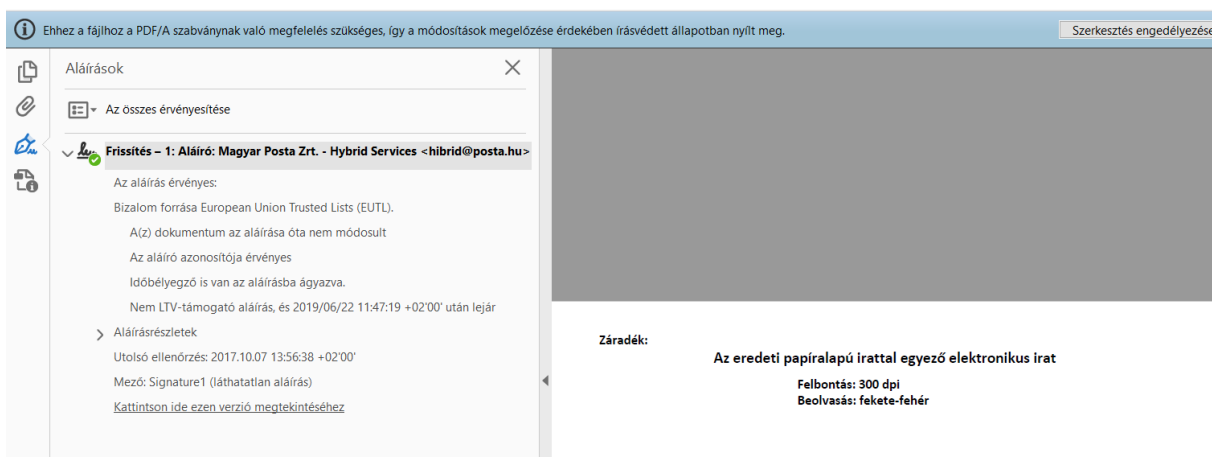 Ehhez a fájlhoz a PDF/A szabványnak való megfelelés szükséges, így a módosítások megelőzése érdekében írásvédett állapotban nyílt meg.
Szerkesztés engedélyezése
Aláírások
Az összes érvényesítése
Frissítés – 1: Aláíró: Magyar Posta Zrt. - Hybrid Services <hibrid@posta.hu>
Az aláírás érvényes:
Bizalom forrása European Union Trusted Lists (EUTL).
A(z) dokumentum az aláírása óta nem módosult
Az aláíró azonosítója érvényes
Időbélyegző is van az aláírásba ágyazva.
Nem LTV-támogató aláírás, és 2019/06/22 11:47:19 +02'00' után lejár
Aláírásrészletek
Utolsó ellenőrzés: 2017.10.07 13:56:38 +02'00'
Mező: Signature1 (láthatatlan aláírás)
Kattintson ide ezen verzió megtekintéséhez
Záradék:
Az eredeti papíralapú irattal egyező elektronikus irat
Felbontás: 300 dpi
Beolvasás: fekete-fehér